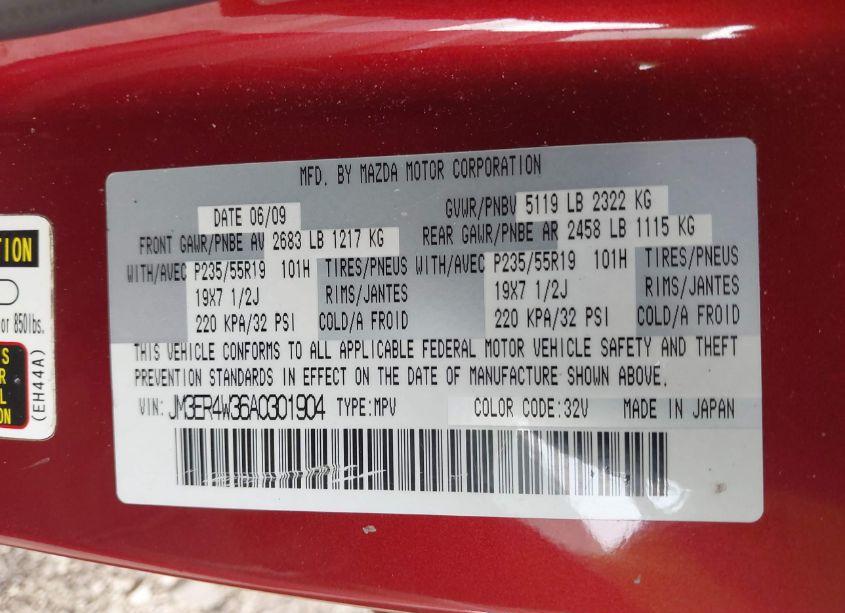 MFD. BY MAZDA MOTOR CORPORATION
DATE 06/09
GVWR/PNBV 5119 LB 2322 KG
FRONT GAWR/PNBE AV 2683 LB 1217 KG
REAR GAWR/PNBE AR 2458 LB 1115 KG
WITH/AVEC P235/55R19 101H TIRES/PNEUS
WITH/AVEC P235/55R19 101H TIRES/PNEUS
19X7 1/2J RIMS/JANTES
19X7 1/2J RIMS/JANTES
220 KPA/32 PSI COLD/A FROID
220 KPA/32 PSI COLD/A FROID
THIS VEHICLE CONFORMS TO ALL APPLICABLE FEDERAL MOTOR VEHICLE SAFETY AND THEFT
PREVENTION STANDARDS IN EFFECT ON THE DATE OF MANUFACTURE SHOWN ABOVE.
VIN: JM3ER4W36A0301904 TYPE:MPV COLOR CODE:32V MADE IN JAPAN
or 850lbs.
(EH44A)